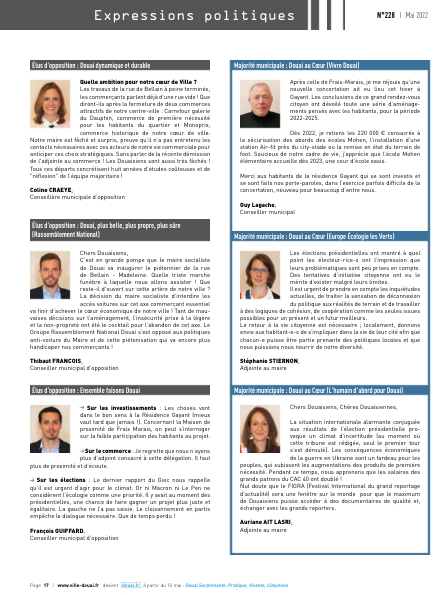 Expressions politiques
N°228 | Mai 2022
Élus d'opposition : Douai dynamique et durable
Quelle ambition pour notre cœur de Ville ?
Les travaux de la rue de Bellain à peine terminés,
les commerçants parlent déjà d'une rue vide ! Que
diront-ils après la fermeture de deux commerces
attractifs de notre centre-ville : Carrefour galerie
du Dauphin, commerce de première nécessité
pour les habitants du quartier et Monoprix,
commerce historique de notre cœur de ville.
Notre maire est fâché et surpris, preuve qu'il n'a pas entretenu les
contacts nécessaires avec ces acteurs de notre vie commerciale pour
anticiper ces choix stratégiques. Sans parler de la récente démission
de l'adjointe au commerce ! Les Douaisiens sont aussi très fâchés !
Tous ces départs concrétisent huit années d'études coûteuses et de
"réflexion" de l'équipe majoritaire !
Coline CRAEYE,
Conseillère municipale d'opposition
Élus d'opposition : Douai, plus belle, plus propre, plus sûre
(Rassemblement National)
Chers Douaisiens,
C'est en grande pompe que le maire socialiste
de Douai va inaugurer le piétonnier de la rue
de Bellain - Madeleine. Quelle triste marche
funèbre à laquelle nous allons assister ! Que
reste-il d'ouvert sur cette artère de notre ville ?
La décision du maire socialiste d'interdire les
accès voitures sur cet axe commerçant essentiel
va finir d'achever le cœur économique de notre ville ! Tant de mau-
vaises décisions sur l'aménagement, l'insécurité prise à la légère
et la non-propreté ont été le cocktail pour l'abandon de cet axe. Le
Groupe Rassemblement National Douai s'est opposé aux politiques
anti-voiture du Maire et de cette piétonisation qui va encore plus
handicaper nos commerçants !
Thibaut FRANCOIS,
Conseiller municipal d'opposition
Élus d'opposition : Ensemble faisons Douai
→ Sur les investissements : Les choses vont
dans le bon sens à la Résidence Gayant (mieux
vaut tard que jamais !). Concernant la Maison de
proximité de Frais Marais, on peut s'interroger
sur la faible participation des habitants au projet.
→ Sur le commerce : Je regrette que nous n'ayons
plus d'adjoint consacré à cette délégation. Il faut
plus de proximité et d'écoute.
→ Sur les élections : Le dernier rapport du Giec nous rappelle
qu'il est urgent d'agir pour le climat. Or ni Macron ni Le Pen ne
considèrent l'écologie comme une priorité. Il y avait au moment des
présidentielles, une chance de faire gagner un projet plus juste et
égalitaire. La gauche ne l'a pas saisie. Le cloisonnement en partis
empêche le dialogue nécessaire. Que de temps perdu !
François GUIFFARD,
Conseiller municipal d'opposition
Majorité municipale : Douai au Cœur (Vivre Douai)
Après celle de Frais-Marais, je me réjouis qu'une
nouvelle concertation ait eu lieu cet hiver à
Gayant. Les conclusions de ce grand rendez-vous
citoyen ont dévoilé toute une série d'aménage-
ments pensés avec les habitants, pour la période
2022-2025.
Dès 2022, je retiens les 220 000 € consacrés à
la sécurisation des abords des écoles Mohen, l'installation d'une
station Air-fit près du city-stade ou la remise en état du terrain de
foot. Soucieux de notre cadre de vie, j'apprécie que l'école Mohen
élémentaire accueille dès 2023, une cour d'école oasis.
Merci aux habitants de la résidence Gayant qui se sont investis et
se sont faits nos porte-paroles, dans l'exercice parfois difficile de la
concertation, nouveau pour beaucoup d'entre nous.
Guy Lagache,
Conseiller municipal
Majorité municipale : Douai au Cœur (Europe Écologie les Verts)
Les élections présidentielles ont montré à quel
point les électeur·rice·s ont l'impression que
leurs problématiques sont peu prises en compte.
Des tentatives d'initiative citoyenne ont eu le
mérite d'exister malgré leurs limites.
Il est urgent de prendre en compte les inquiétudes
actuelles, de traiter la sensation de déconnexion
du politique aux réalités de terrain et de travailler
à des logiques de cohésion, de coopération comme les seules issues
possibles pour un présent et un futur meilleurs.
Le retour à la vie citoyenne est nécessaire ; localement, donnons
envie aux habitant-e-s de s'impliquer dans la vie de leur cité afin que
chacun-e puisse être partie prenante des politiques locales et que
nous puissions nous nourrir de notre diversité.
Stéphanie STIERNON,
Adjointe au maire
Majorité municipale : Douai au Cœur (L'humain d'abord pour Douai)
Chers Douaisiens, Chères Douaisiennes,
La situation internationale alarmante conjuguée
aux résultats de l'élection présidentielle pro-
voque un climat d'incertitude (au moment où
cette tribune est rédigée, seul le premier tour
s'est déroulé). Les conséquences économiques
de la guerre en Ukraine sont un fardeau pour les
peuples, qui subissent les augmentations des produits de première
nécessité. Pendant ce temps, nous apprenons que les salaires des
grands patrons du CAC 40 ont doublé !
Nul doute que le FIGRA (Festival International du grand reportage
d'actualité) sera une fenêtre sur le monde pour que le maximum
de Douaisiens puisse accéder à des documentaires de qualité et,
échanger avec les grands reporters.
Auriane AIT LASRI,
Adjointe au maire
Page 17 | www.ville-douai.fr devient douai.fr à partir du 10 mai - Douai Surprenante, Pratique, Vivante, Citoyenne